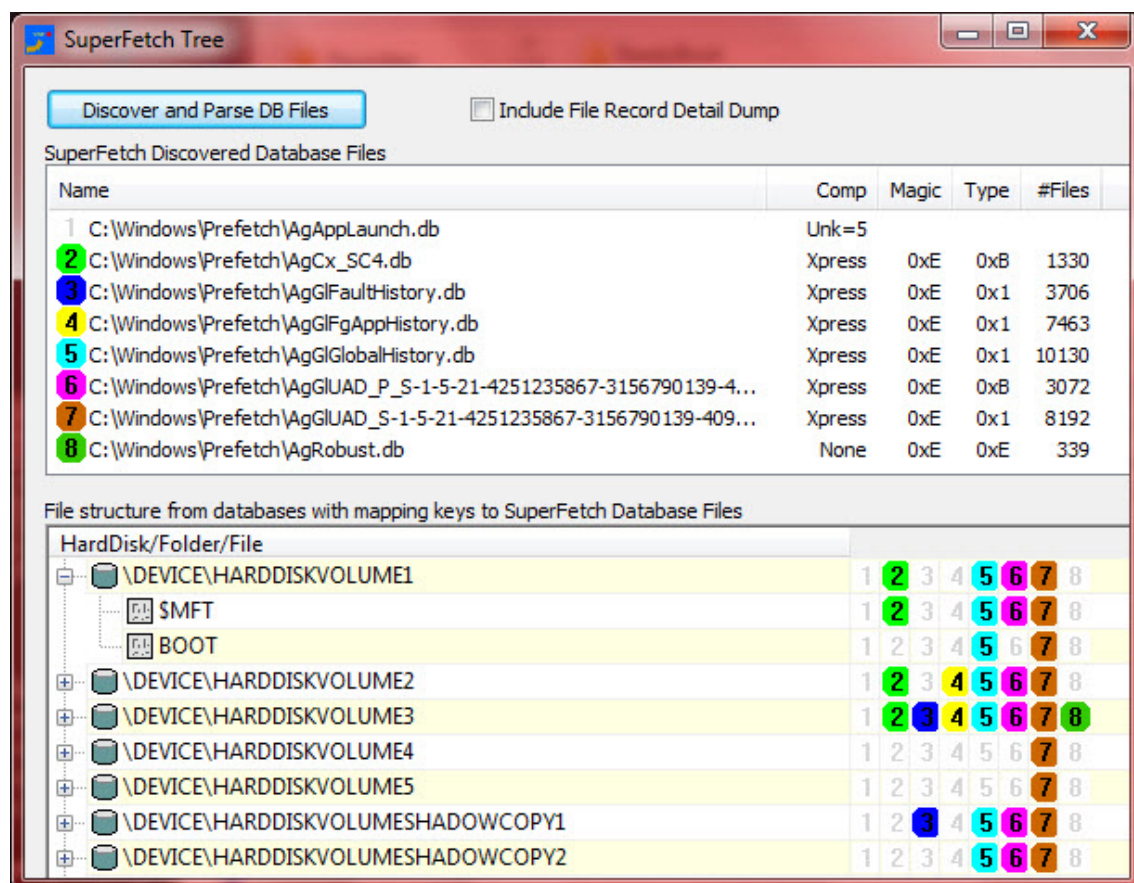 SuperFetch Tree
Discover and Parse DB Files Include File Record Detail Dump
SuperFetch Discovered Database Files
Name Comp Magic Type #Files
1 C:\Windows\Prefetch\AgAppLaunch.db Unk=5
2 C:\Windows\Prefetch\AgCx_SC4.db Xpress 0xE 0xB 1330
3 C:\Windows\Prefetch\AgGlFaultHistory.db Xpress 0xE 0x1 3706
4 C:\Windows\Prefetch\AgGlFgAppHistory.db Xpress 0xE 0x1 7463
5 C:\Windows\Prefetch\AgGlGlobalHistory.db Xpress 0xE 0x1 10130
6 C:\Windows\Prefetch\AgGlUAD_P_S-1-5-21-4251235867-3156790139-4... Xpress 0xE 0xB 3072
7 C:\Windows\Prefetch\AgGlUAD_S-1-5-21-4251235867-3156790139-409... Xpress 0xE 0x1 8192
8 C:\Windows\Prefetch\AgRobust.db None 0xE 0xE 339
File structure from databases with mapping keys to SuperFetch Database Files
HardDisk/Folder/File
\DEVICE\HARDDISKVOLUME1 1 2 3 4 5 6 7 8
$MFT 1 2 3 4 5 6 7 8
BOOT 1 2 3 4 5 6 7 8
\DEVICE\HARDDISKVOLUME2 1 2 3 4 5 6 7 8
\DEVICE\HARDDISKVOLUME3 1 2 3 4 5 6 7 8
\DEVICE\HARDDISKVOLUME4 1 2 3 4 5 6 7 8
\DEVICE\HARDDISKVOLUME5 1 2 3 4 5 6 7 8
\DEVICE\HARDDISKVOLUMESHADOWCOPY1 1 2 3 4 5 6 7 8
\DEVICE\HARDDISKVOLUMESHADOWCOPY2 1 2 3 4 5 6 7 8